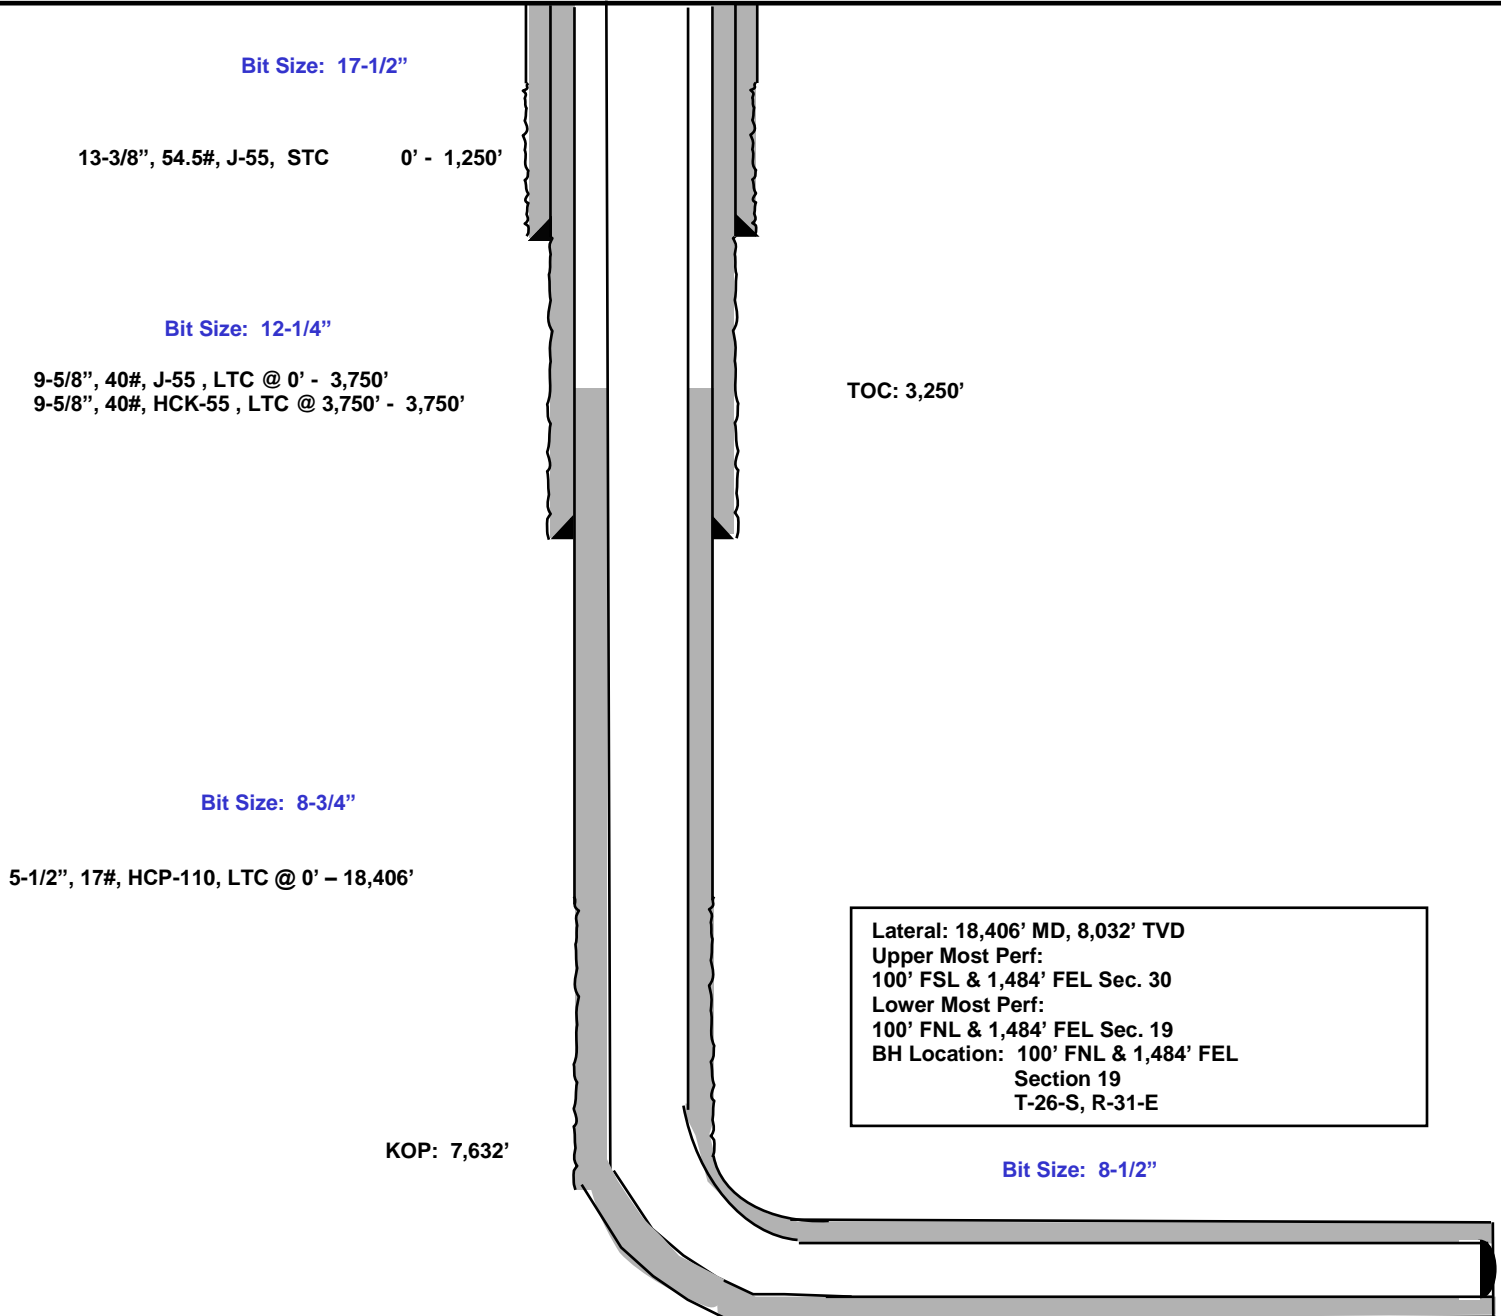 Bit Size: 17-1/2”
13-3/8”, 54.5#, J-55, STC 0’ - 1,250’
Bit Size: 12-1/4”
9-5/8”, 40#, J-55 , LTC @ 0’ - 3,750’
9-5/8”, 40#, HCK-55 , LTC @ 3,750’ - 3,750’
TOC: 3,250’
Bit Size: 8-3/4”
5-1/2”, 17#, HCP-110, LTC @ 0’ – 18,406’
Lateral: 18,406’ MD, 8,032’ TVD
Upper Most Perf:
100’ FSL & 1,484’ FEL Sec. 30
Lower Most Perf:
100’ FNL & 1,484’ FEL Sec. 19
BH Location: 100’ FNL & 1,484’ FEL
Section 19
T-26-S, R-31-E
KOP: 7,632’
Bit Size: 8-1/2”